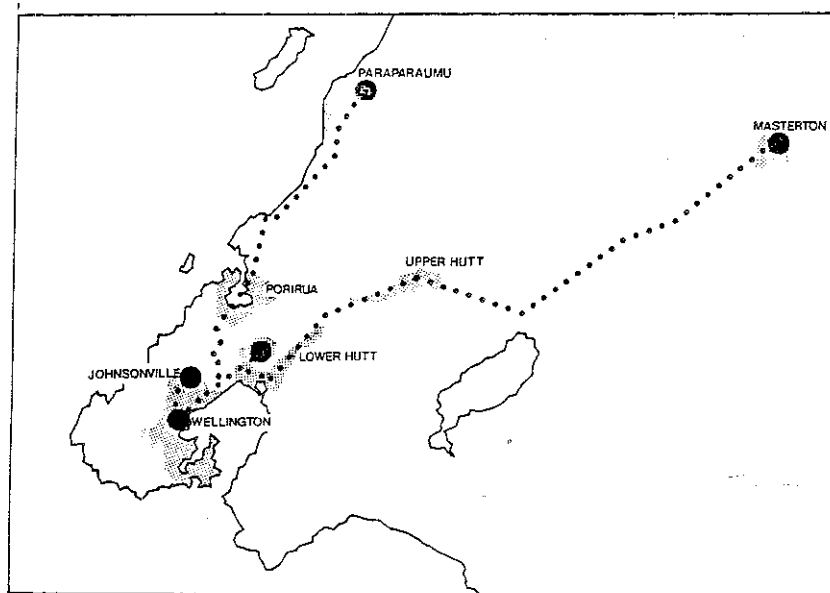 PARAPARAUMU
MASTERTON
UPPER HUTT
PORIRUA
LOWER HUTT
JOHNSONVILLE
WELLINGTON